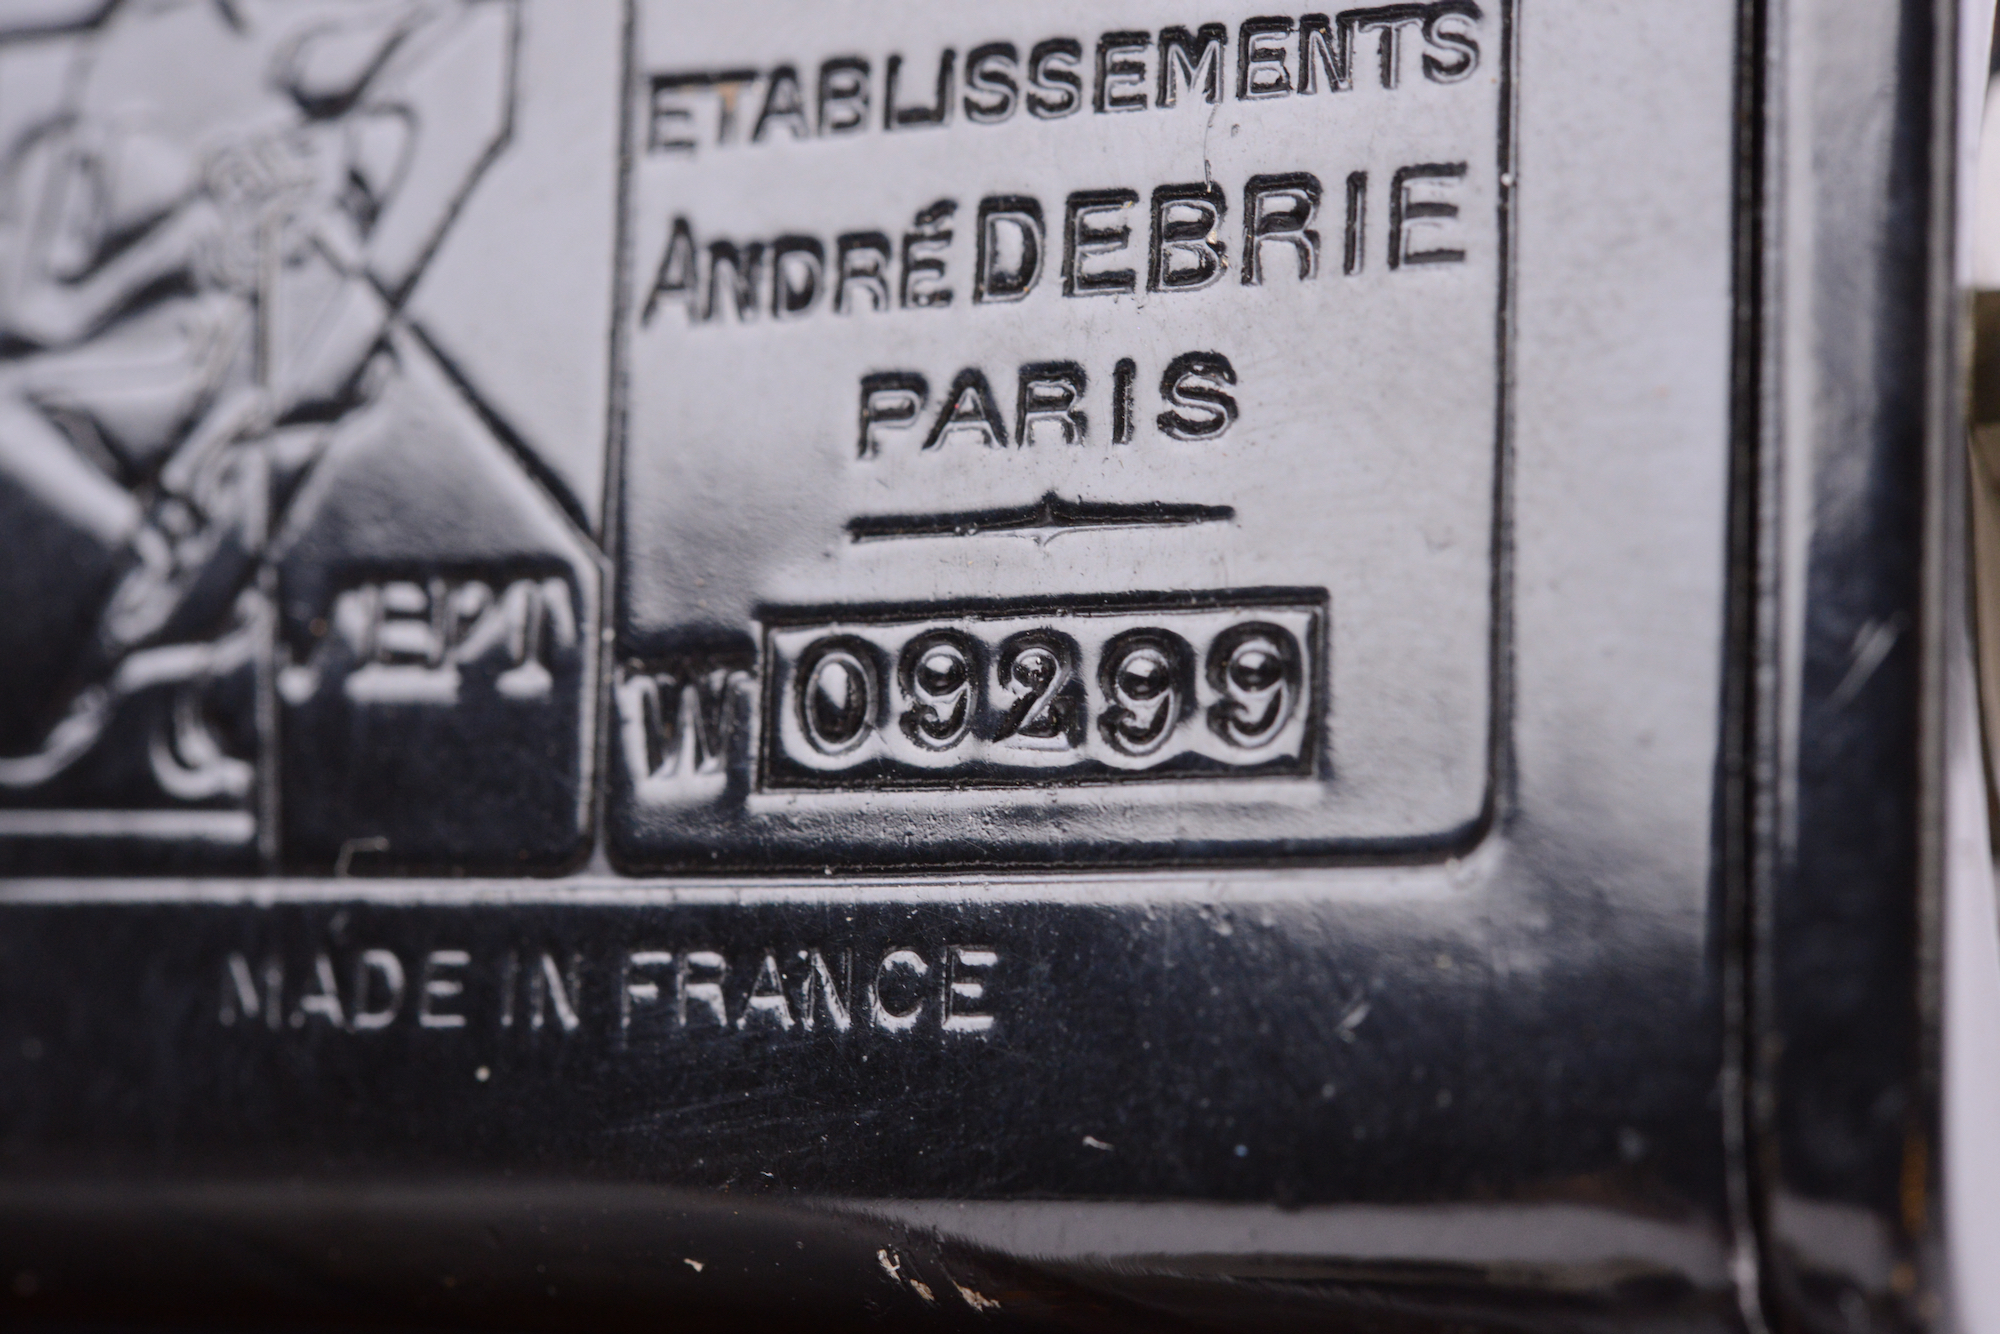 ETABLISSEMENTS
ANDRÉ DEBRIE
PARIS
W 09299
MADE IN FRANCE